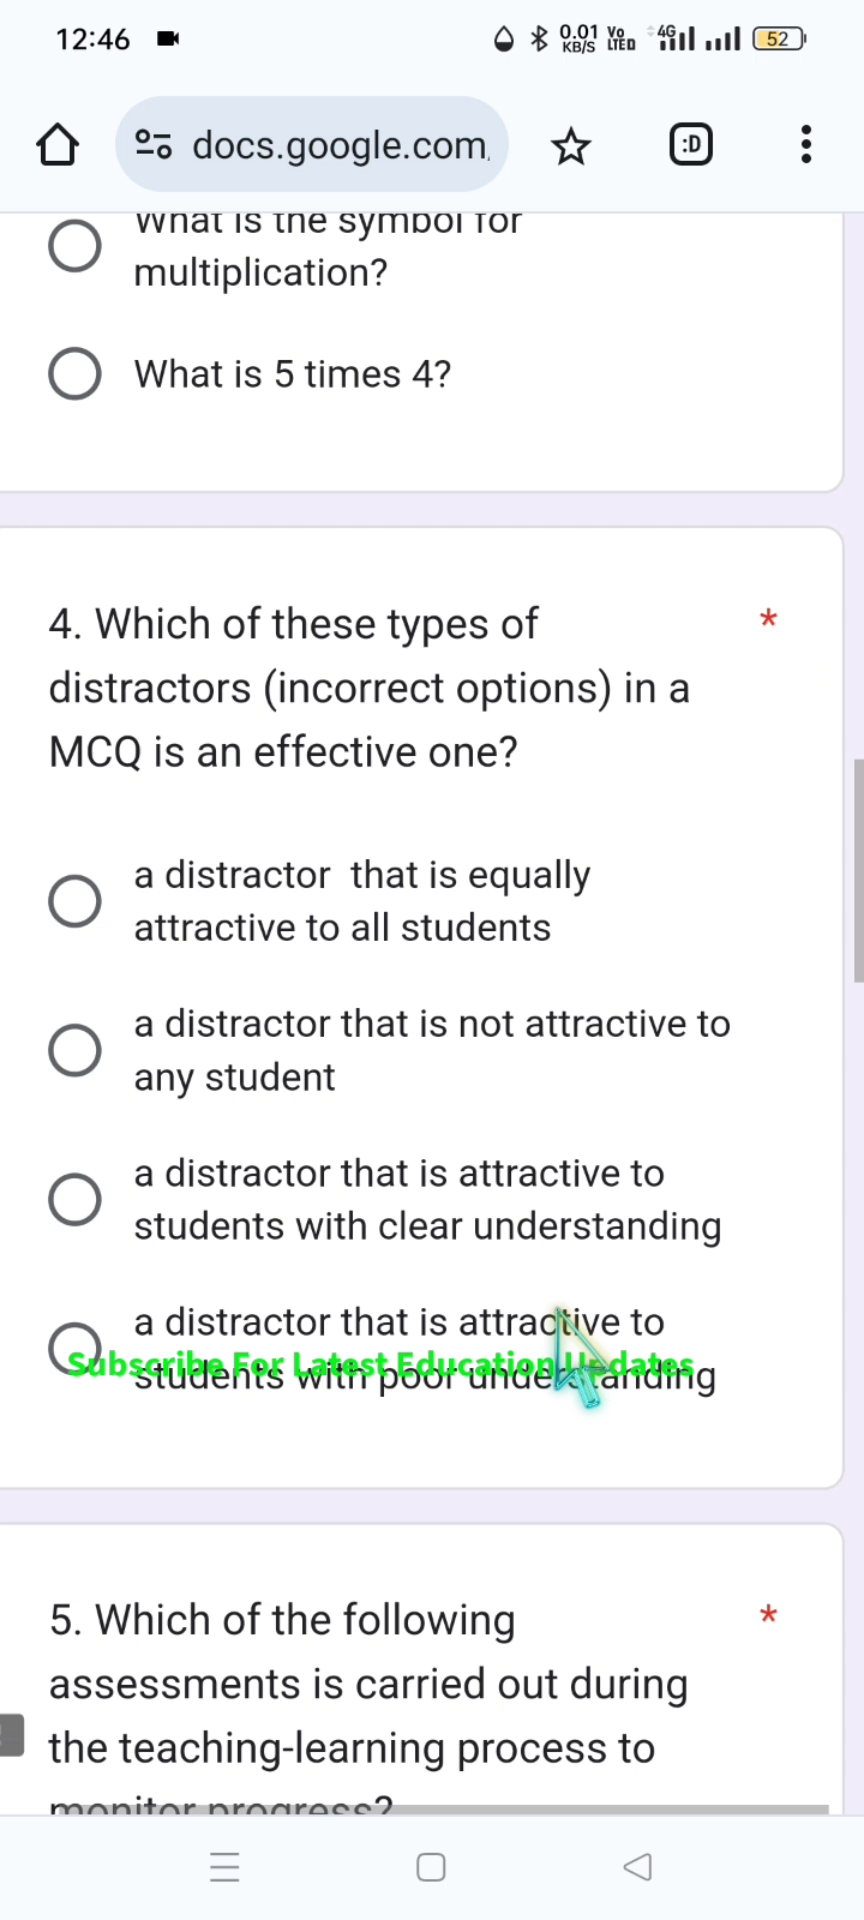 12:46
0.01 KB/S Vo LTED 4G 52
docs.google.com
:D
What is the symbol for
multiplication?
What is 5 times 4?
4. Which of these types of *
distractors (incorrect options) in a
MCQ is an effective one?
a distractor that is equally
attractive to all students
a distractor that is not attractive to
any student
a distractor that is attractive to
students with clear understanding
a distractor that is attractive to
Subscribe For Latest Education Updates
students with poor understanding
5. Which of the following *
assessments is carried out during
the teaching-learning process to
monitor progress?